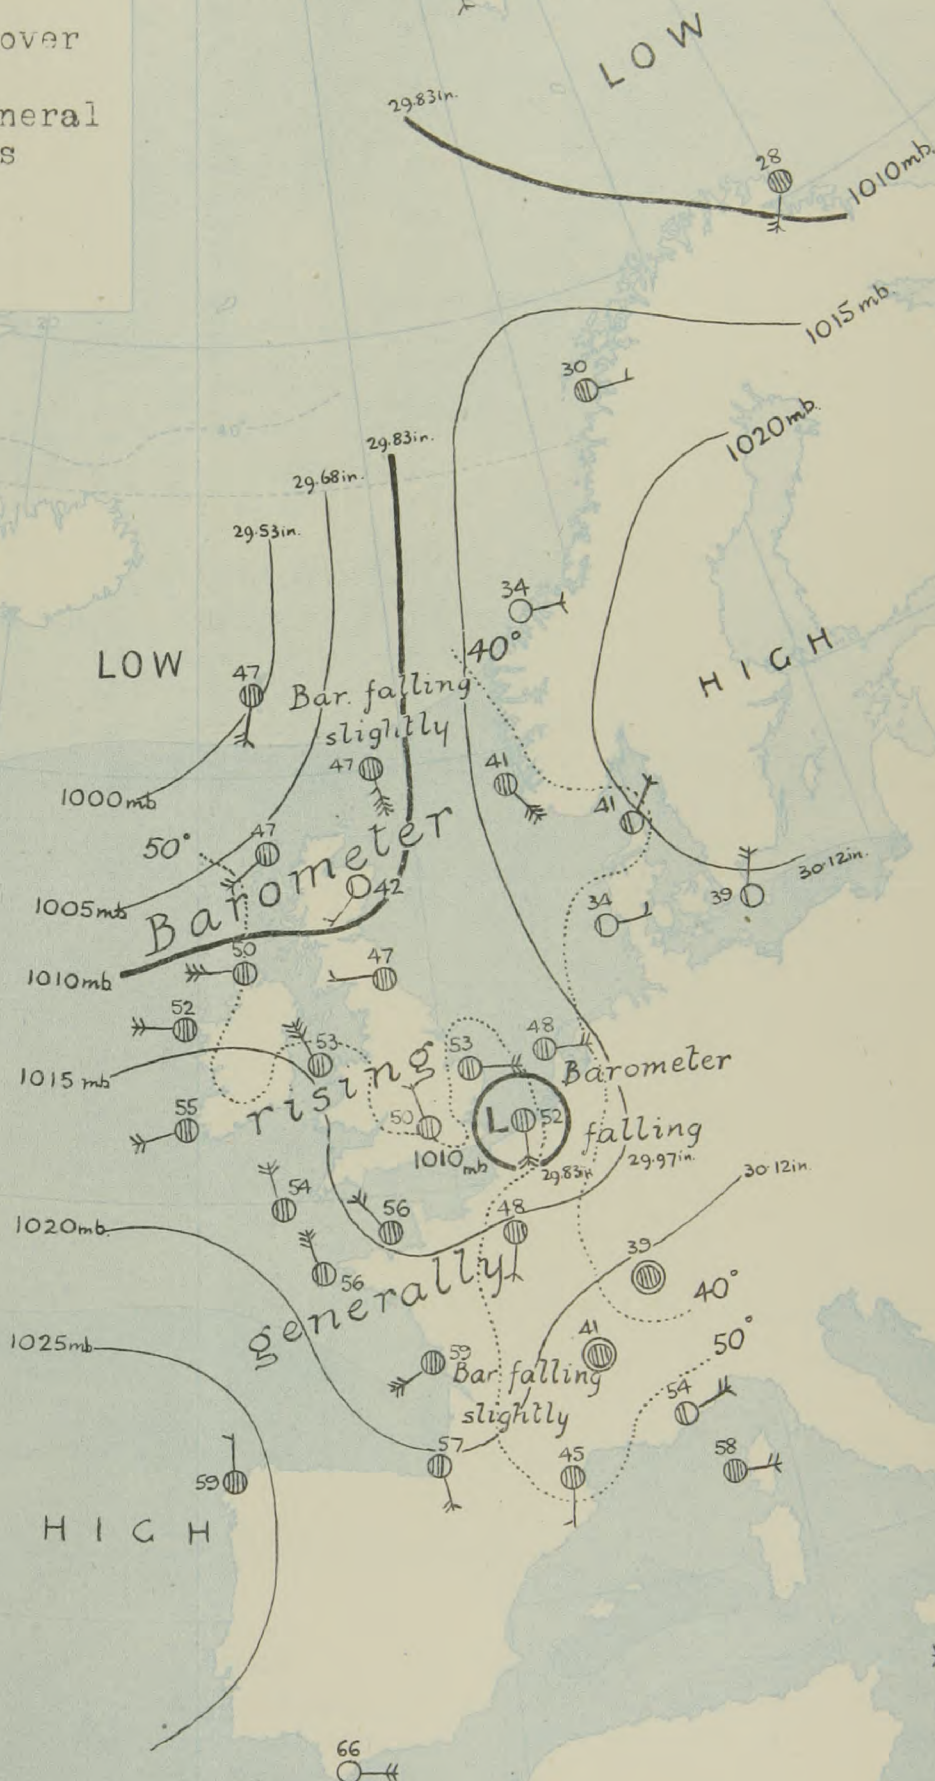 over
neral
s
LOW
29.83in.
28
1010mb
1015mb
30
1020mb
29.83in.
29.68in.
29.53in.
34
40°
HIGH
LOW
47
Bar. falling
slightly
47
41
1000mb
41
50°
47
Barometer
30.12in.
42
39
1005mb
34
50
1010mb
47
52
53
48
53
1015mb
rising
Barometer
55
50
L
52
falling
1010mb
29.83in
29.97in.
30.12in.
54
56
48
1020mb
56
generally
39
40°
1025mb
41
50°
59
Bar. falling
slightly
54
57
45
58
59
HIGH
66